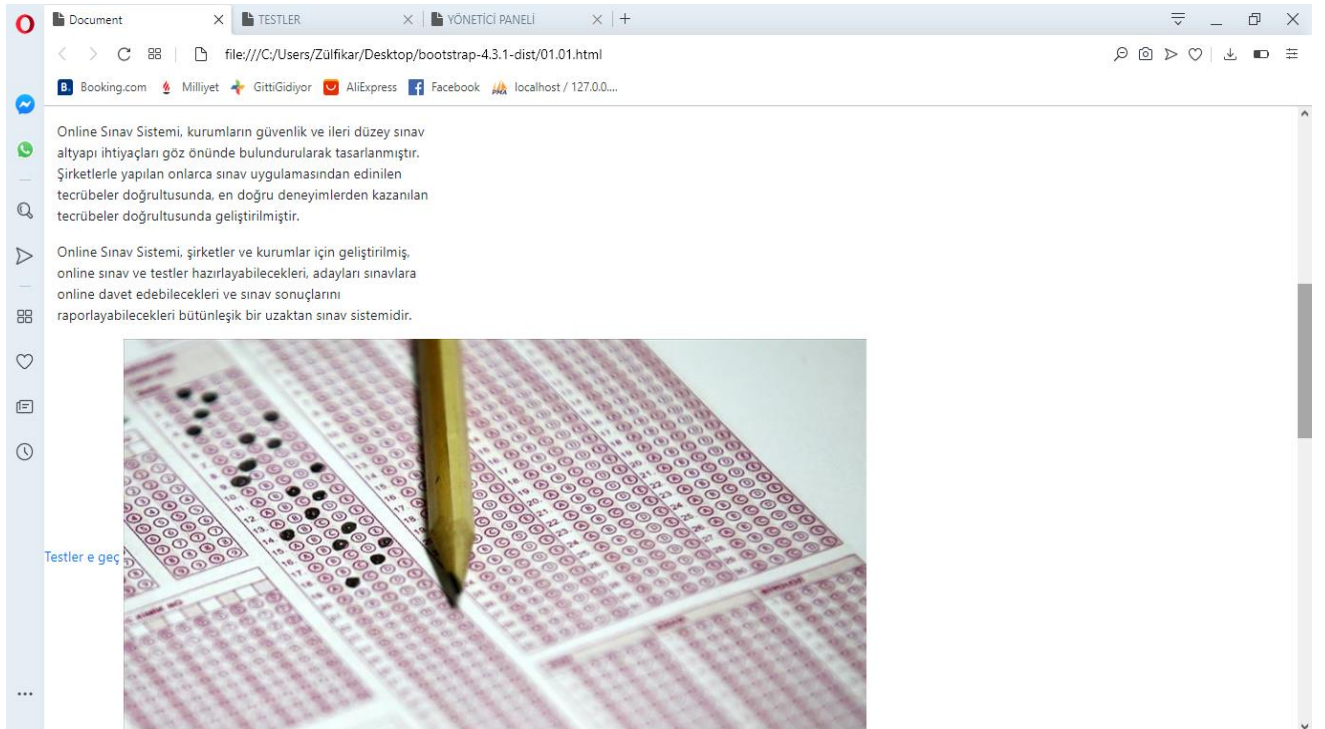 Document
TESTLER
YÖNETİCİ PANELİ
file:///C:/Users/Zülfikar/Desktop/bootstrap-4.3.1-dist/01.01.html
B. Booking.com Milliyet GittiGidiyor AliExpress Facebook localhost / 127.0.0....
Online Sınav Sistemi, kurumların güvenlik ve ileri düzey sınav
altyapı ihtiyaçları göz önünde bulundurularak tasarlanmıştır.
Şirketlerle yapılan onlarca sınav uygulamasından edinilen
tecrübeler doğrultusunda, en doğru deneyimlerden kazanılan
tecrübeler doğrultusunda geliştirilmiştir.
Online Sınav Sistemi, şirketler ve kurumlar için geliştirilmiş,
online sınav ve testler hazırlayabilecekleri, adayları sınavlara
online davet edebilecekleri ve sınav sonuçlarını
raporlayabilecekleri bütünleşik bir uzaktan sınav sistemidir.
Testler e geç